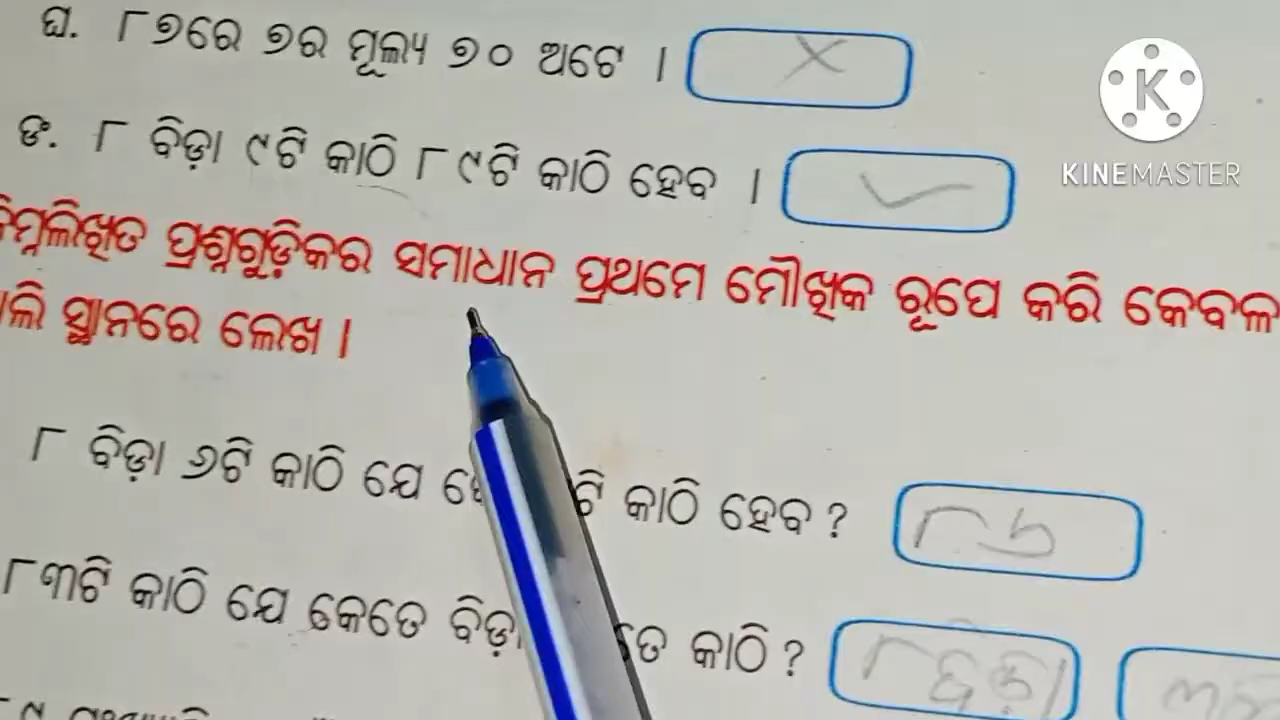 ଘ. ୮୭ରେ ୭ର ମୂଲ୍ୟ ୭୦ ଅଟେ । ×
ଙ. ୮ ବିଡ଼ା ୯ଟି କାଠି ୮୯ଟି କାଠି ହେବ । ✓
K
KINEMASTER
ପ୍ରଶ୍ନଗୁଡ଼ିକର ସମାଧାନ ପ୍ରଥମେ ମୌଖିକ ରୂପେ କରି କେବଳ
ସ୍ଥାନରେ ଲେଖ ।
୮ ବିଡ଼ା ୬ଟି କାଠି ଯେ କାଠି ହେବ ? ୮୬
୮୩ଟି କାଠି ଯେ କେତେ ବିଡ଼ା କାଠି ? ୮ ବିଡ଼ା